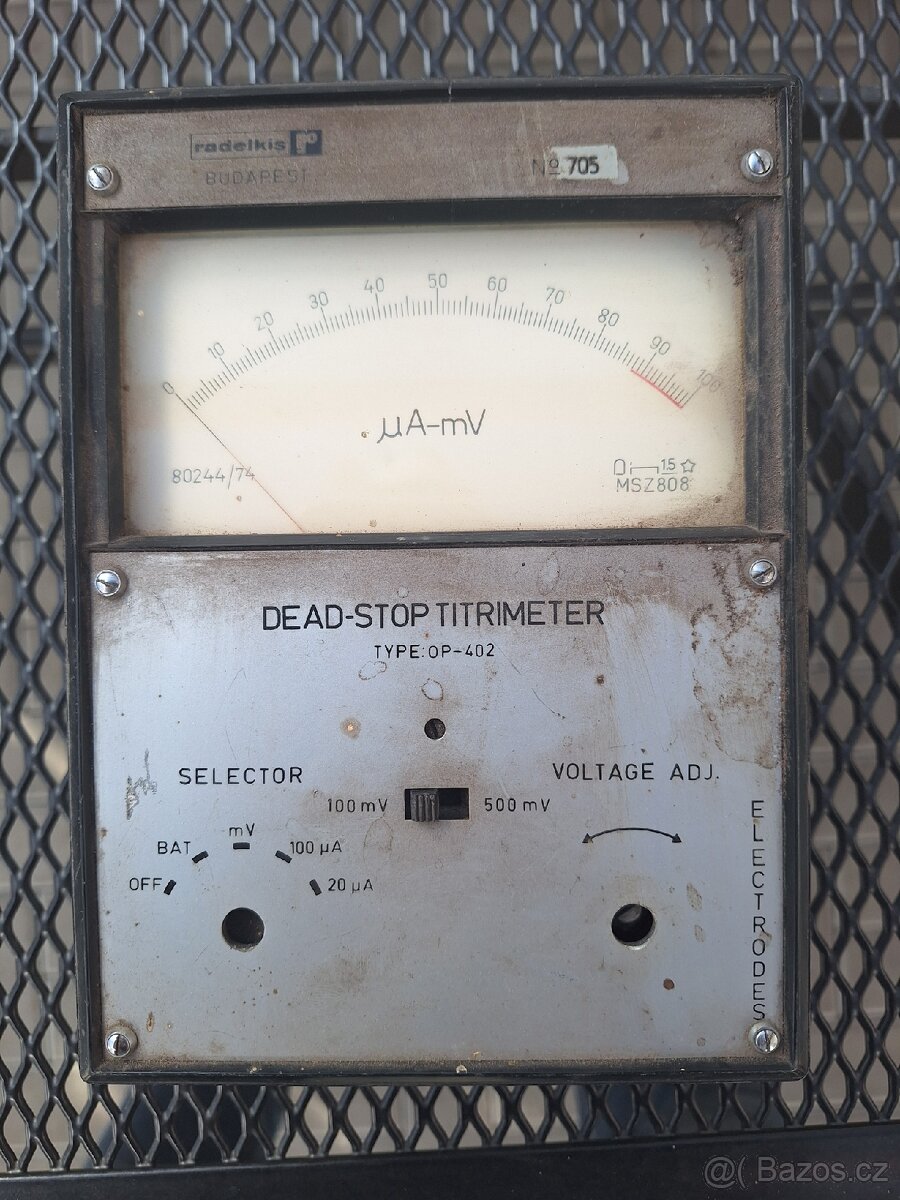 radelkis
BUDAPEST
No 705
0 10 20 30 40 50 60 70 80 90 100
µA-mV
80244/74
1.5
MSZ808
DEAD-STOP TITRIMETER
TYPE: OP-402
SELECTOR
VOLTAGE ADJ.
100 mV
500 mV
OFF
BAT
mV
100 µA
20 µA
ELECTRODES
@( Bazos.cz